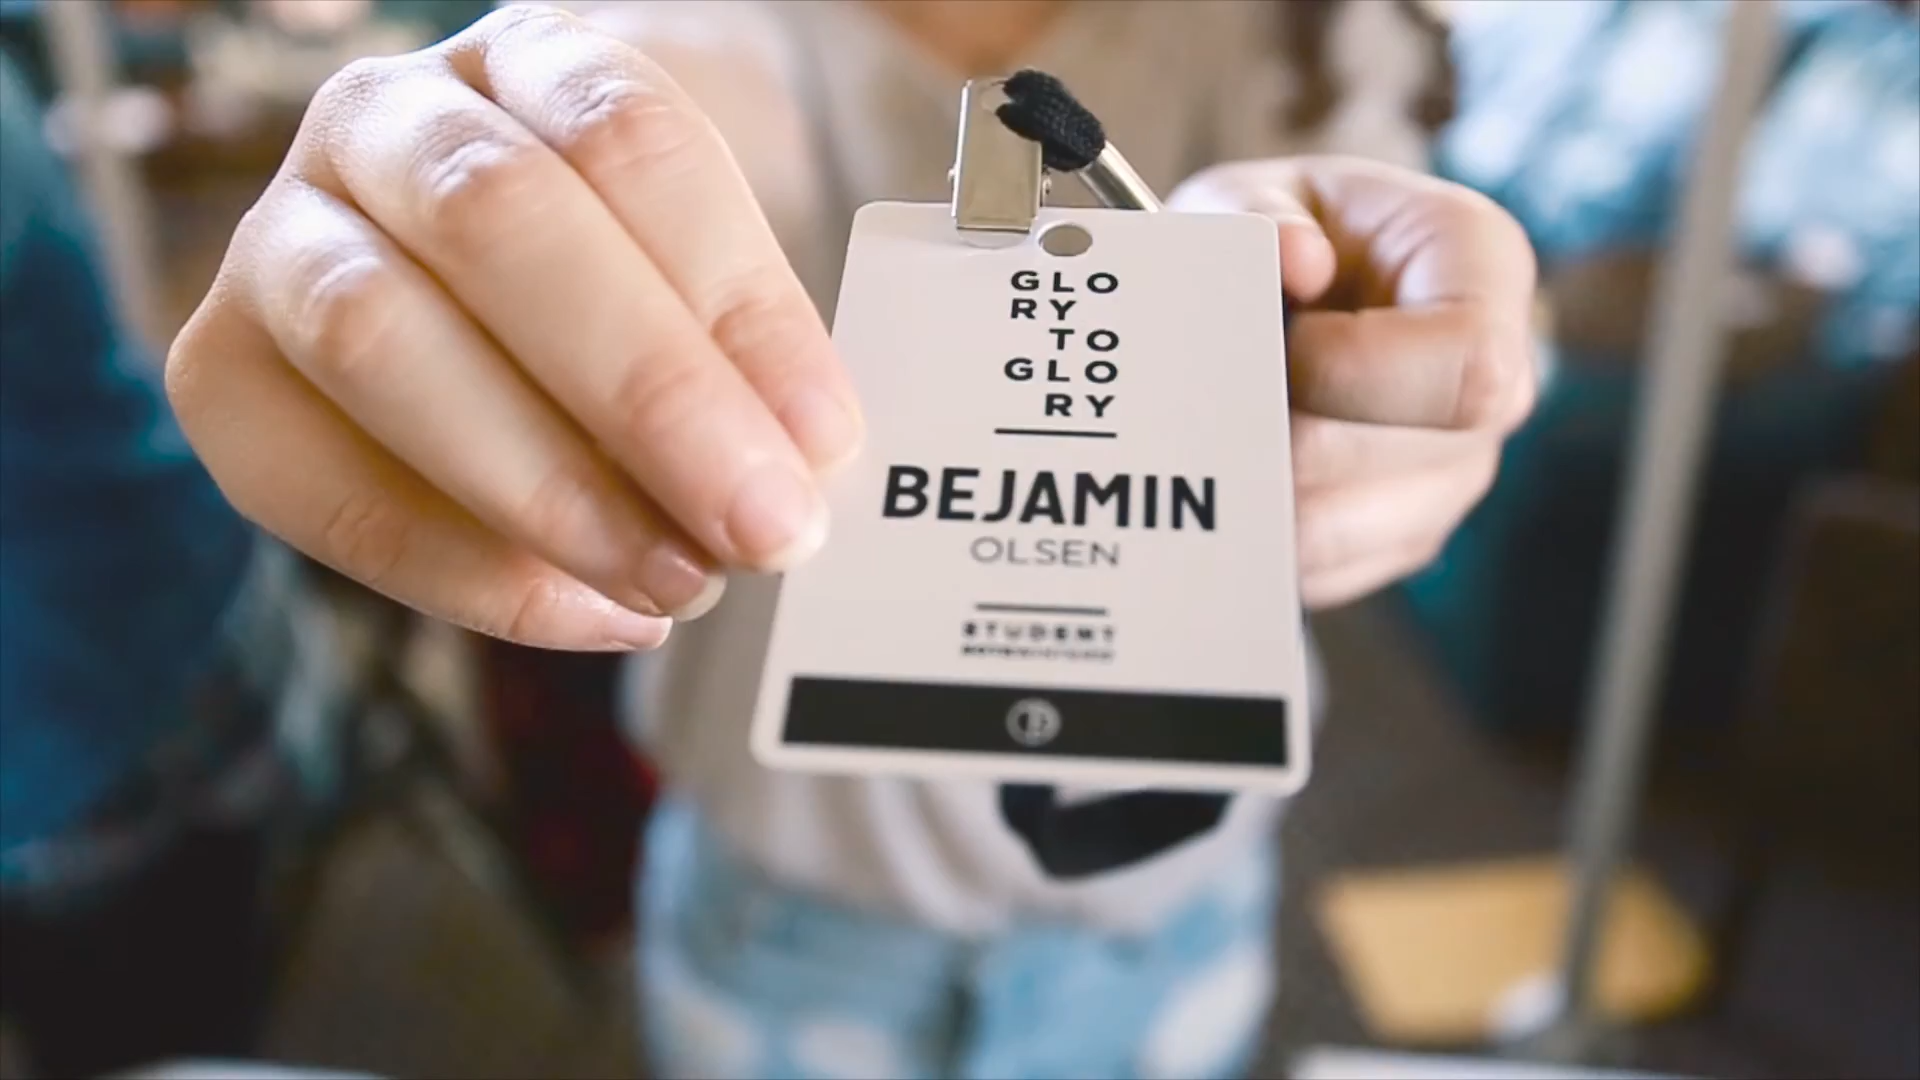 GLO
RY
TO
GLO
RY
BEJAMIN
OLSEN
STUDENT